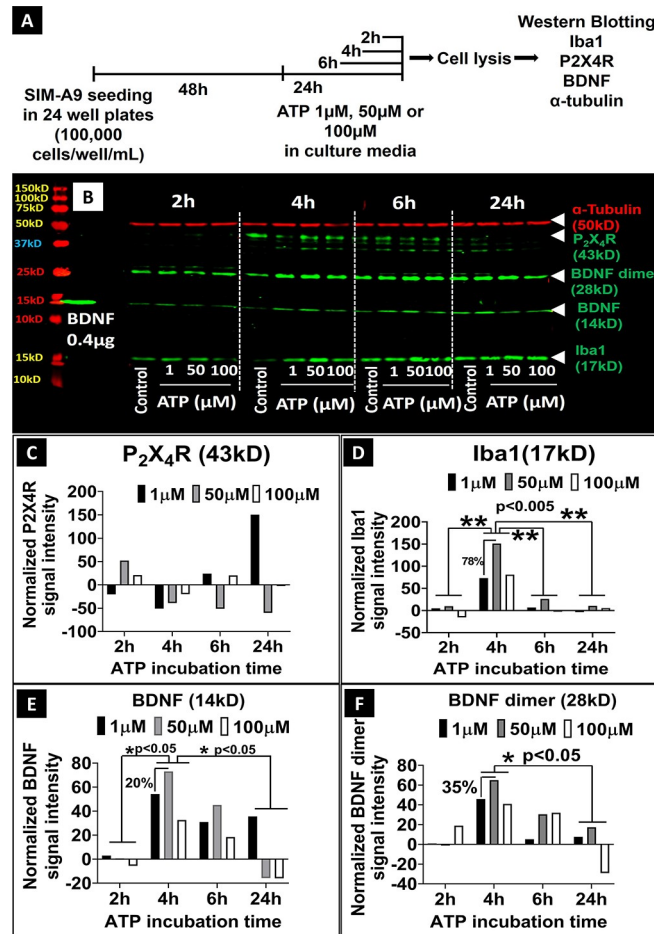 A
2h
4h
6h
48h
24h
SIM-A9 seeding
in 24 well plates
(100,000
cells/well/mL)
ATP 1µM, 50µM or
100µM
in culture media
Cell lysis
Western Blotting
Iba1
P2X4R
BDNF
α-tubulin
B
150kD
100kD
75kD
50kD
37kD
25kD
15kD
10kD
15kD
10kD
BDNF
0.4µg
2h 4h 6h 24h
α-Tubulin
(50kD)
P2X4R
(43kD)
BDNF dimer
(28kD)
BDNF
(14kD)
Iba1
(17kD)
Control 1 50 100 Control 1 50 100 Control 1 50 100 Control 1 50 100
ATP (µM) ATP (µM) ATP (µM) ATP (µM)
C
P2X4R (43kD)
1µM 50µM 100µM
Normalized P2X4R
signal intensity
150
100
50
0
-50
-100
2h 4h 6h 24h
ATP incubation time
D
Iba1(17kD)
1µM 50µM 100µM
p<0.005
** ** **
78%
Normalized Iba1
signal intensity
200
150
100
50
0
-50
2h 4h 6h 24h
ATP incubation time
E
BDNF (14kD)
1µM 50µM 100µM
*p<0.05 * p<0.05
20%
Normalized BDNF
signal intensity
80
60
40
20
0
-20
2h 4h 6h 24h
ATP incubation time
F
BDNF dimer (28kD)
1µM 50µM 100µM
* p<0.05
35%
Normalized BDNF dimer
signal intensity
80
60
40
20
0
-20
-40
2h 4h 6h 24h
ATP incubation time